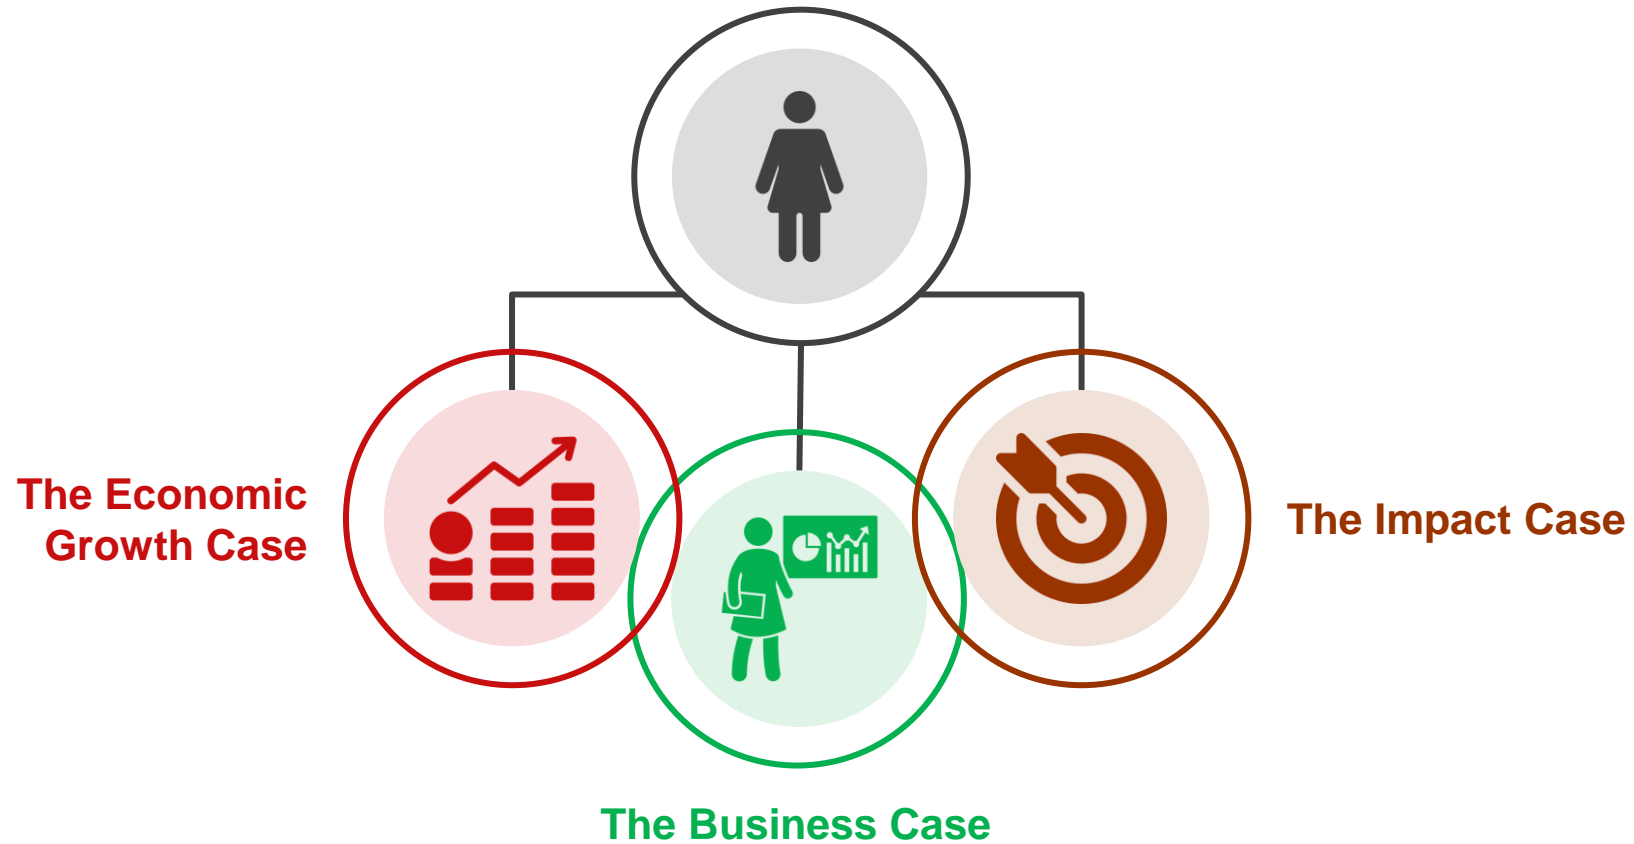 The Economic
Growth Case
The Impact Case
The Business Case